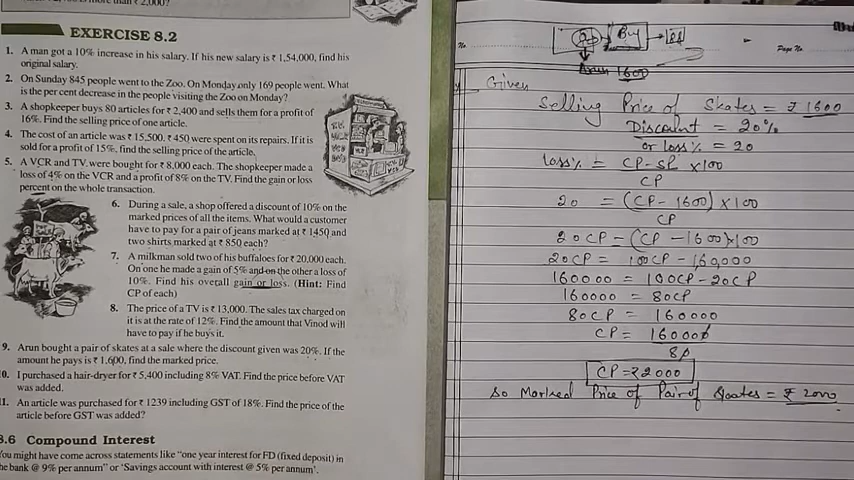 EXERCISE 8.2
1. A man got a 10% increase in his salary. If his new salary is ₹ 1,54,000, find his
original salary.
2. On Sunday 845 people went to the Zoo. On Monday only 169 people went. What
is the per cent decrease in the people visiting the Zoo on Monday?
3. A shopkeeper buys 80 articles for ₹ 2,400 and sells them for a profit of
16%. Find the selling price of one article.
4. The cost of an article was ₹ 15,500. ₹ 450 were spent on its repairs. If it is
sold for a profit of 15%, find the selling price of the article.
5. A VCR and TV were bought for ₹ 8,000 each. The shopkeeper made a
loss of 4% on the VCR and a profit of 8% on the TV. Find the gain or loss
percent on the whole transaction.
6. During a sale, a shop offered a discount of 10% on the
marked prices of all the items. What would a customer
have to pay for a pair of jeans marked at ₹ 1450 and
two shirts marked at ₹ 850 each?
7. A milkman sold two of his buffaloes for ₹ 20,000 each.
On one he made a gain of 5% and on the other a loss of
10%. Find his overall gain or loss. (Hint: Find
CP of each)
8. The price of a TV is ₹ 13,000. The sales tax charged on
it is at the rate of 12%. Find the amount that Vinod will
have to pay if he buys it.
9. Arun bought a pair of skates at a sale where the discount given was 20%. If the
amount he pays is ₹ 1,600, find the marked price.
0. I purchased a hair-dryer for ₹ 5,400 including 8% VAT. Find the price before VAT
was added.
1. An article was purchased for ₹ 1239 including GST of 18%. Find the price of the
article before GST was added?
8.6 Compound Interest
You might have come across statements like "one year interest for FD (fixed deposit) in
the bank @ 9% per annum" or 'Savings account with interest @ 5% per annum'.
No.
Buy
Page No.
Arun 1600
Given
Selling Price of Skates = ₹ 1600
Discount = 20%
or loss% = 20
loss% = CP-SP x100
CP
20 = (CP - 1600) x100
CP
20CP = (CP - 1600)x100
20CP = 100CP - 1,60,000
160000 = 100CP - 20CP
160000 = 80CP
80CP = 160000
CP = 160000
80
CP = ₹2000
so Marked Price of Pair of Skates = ₹ 2000